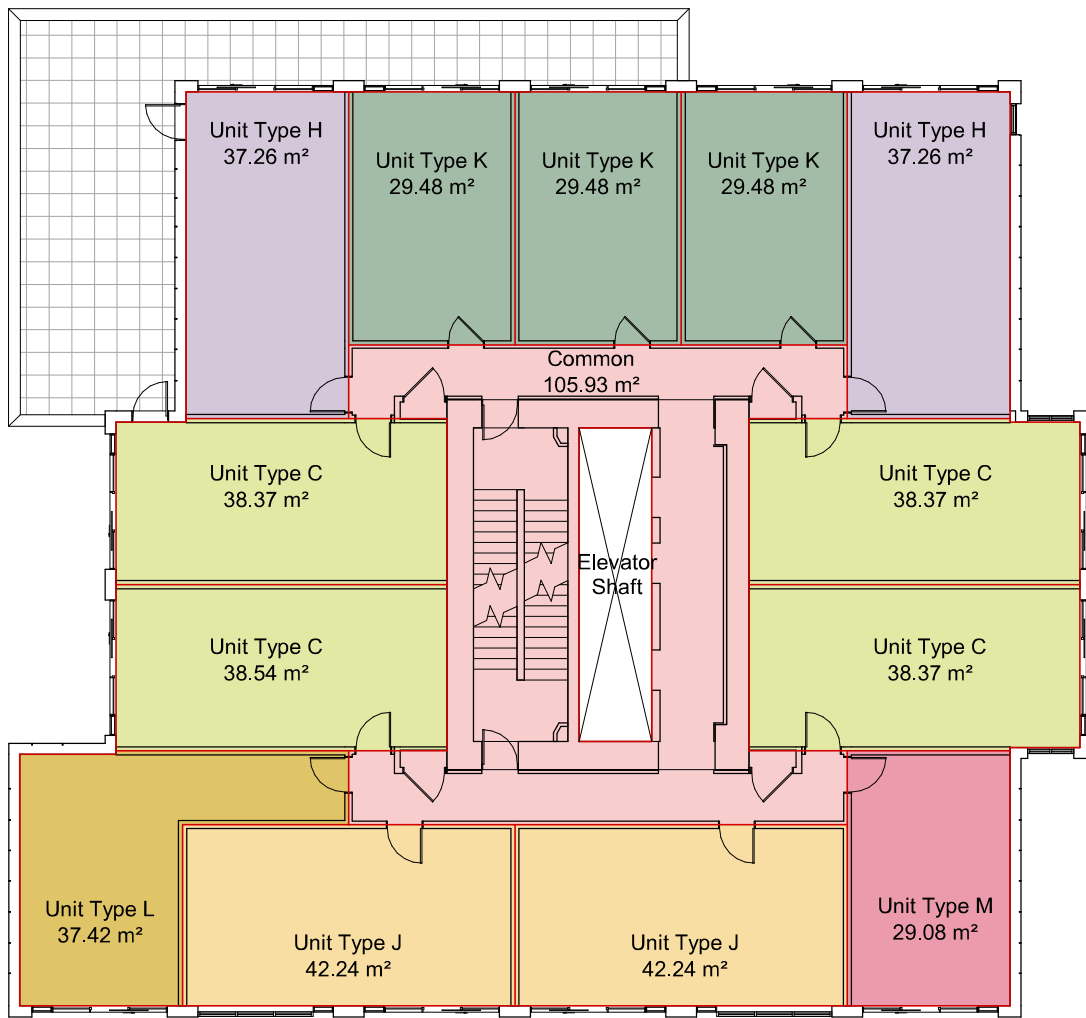 Unit Type H
37.26 m²
Unit Type K
29.48 m²
Unit Type K
29.48 m²
Unit Type K
29.48 m²
Unit Type H
37.26 m²
Common
105.93 m²
Unit Type C
38.37 m²
Unit Type C
38.37 m²
Elevator
Shaft
Unit Type C
38.54 m²
Unit Type C
38.37 m²
Unit Type L
37.42 m²
Unit Type J
42.24 m²
Unit Type J
42.24 m²
Unit Type M
29.08 m²